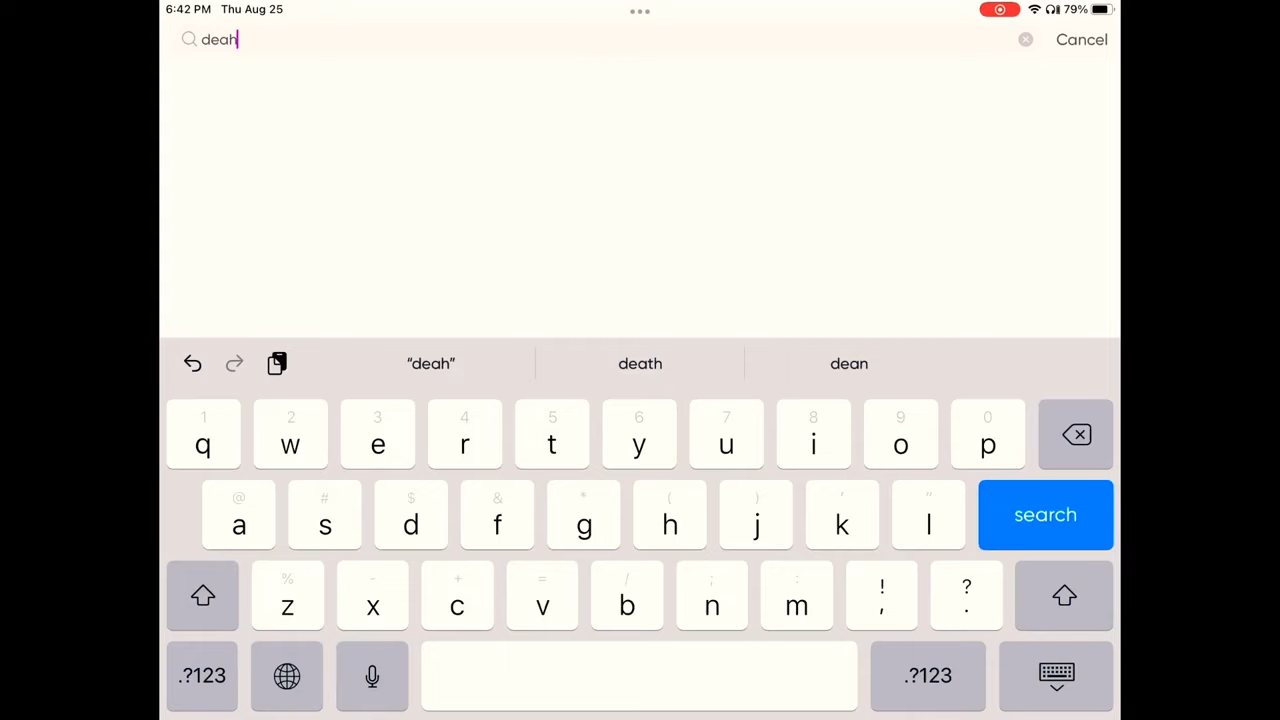 6:42 PM Thu Aug 25
79%
deah
Cancel
“deah” death dean
1 2 3 4 5 6 7 8 9 0
q w e r t y u i o p
@ # $ & * ( ) ' "
a s d f g h j k l search
% - + = / ; : ! ?
z x c v b n m , .
.?123 .?123